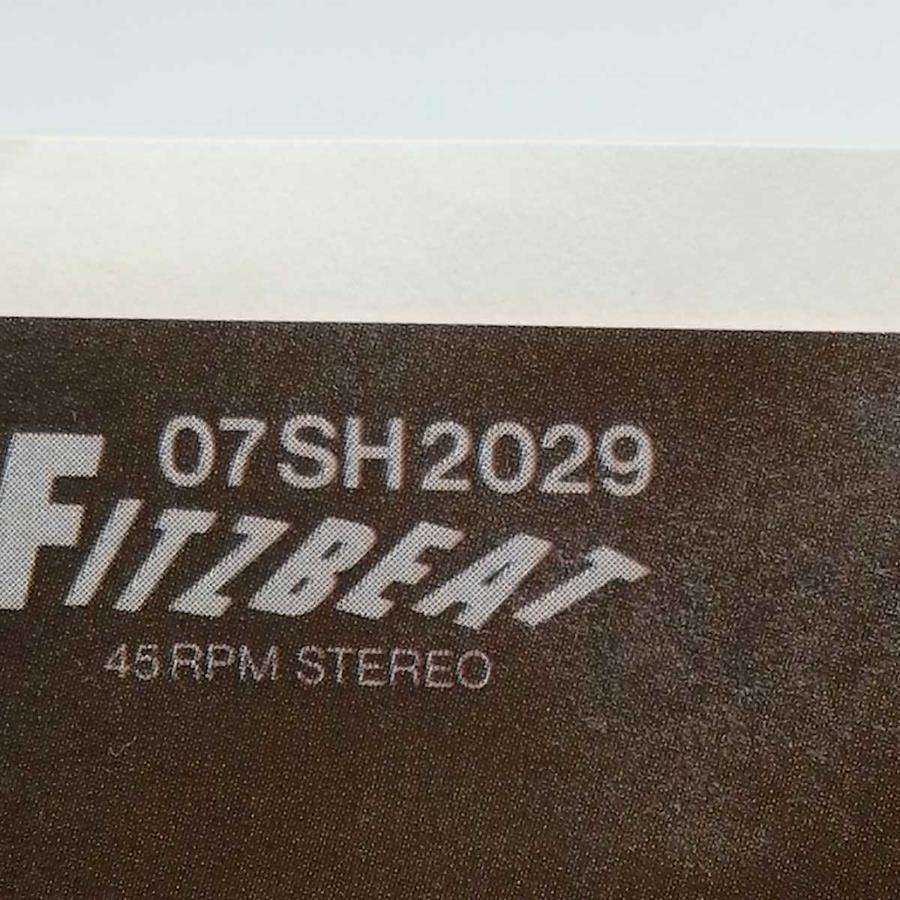 07SH2029
FITZBEAT
45 RPM STEREO